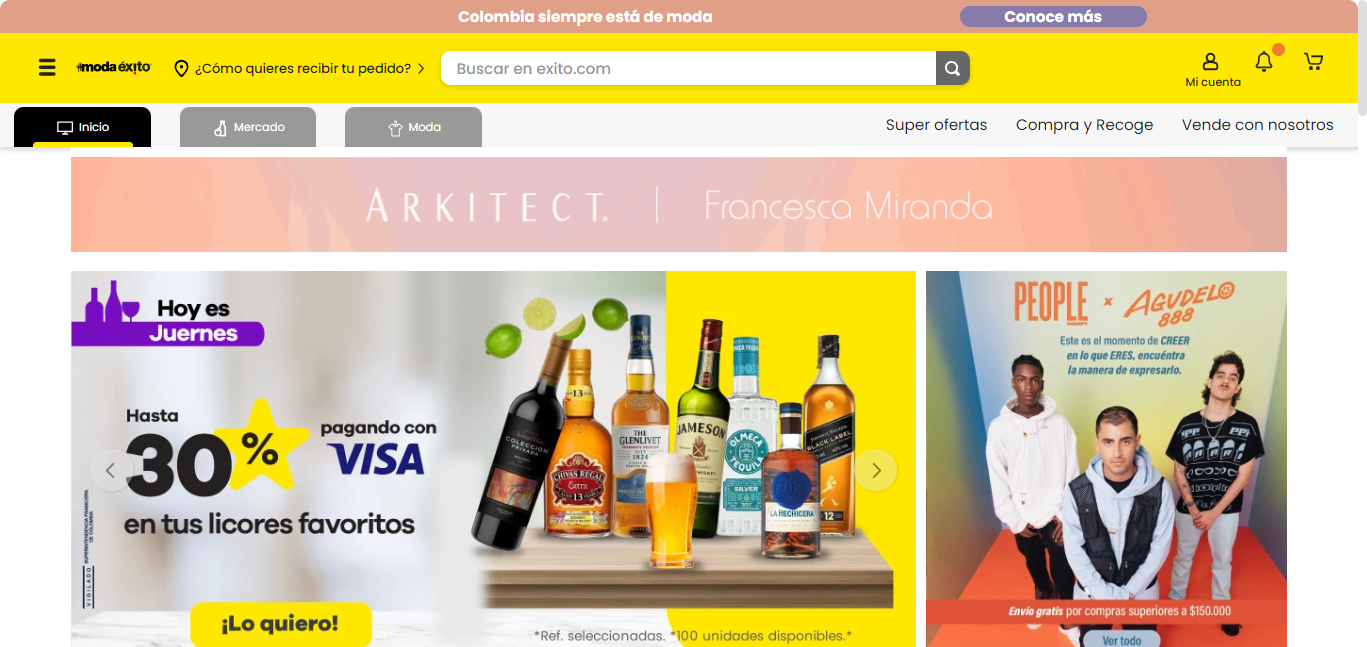 Colombia siempre está de moda
Conoce más
#moda éxito
¿Cómo quieres recibir tu pedido?
Buscar en exito.com
Mi cuenta
Inicio
Mercado
Moda
Super ofertas
Compra y Recoge
Vende con nosotros
ARKITECT. | Francesca Miranda
Hoy es
Juernes
Hasta
30%
pagando con
VISA
en tus licores favoritos
¡Lo quiero!
VIGILADO
SUPERINTENDENCIA FINANCIERA
DE COLOMBIA
COLECCIÓN
PRIVADA
13
CHIVAS REGAL
Extra
13
THE
GLENLIVET
1824
JAMESON
OLMECA
TEQUILA
SILVER
LA HECHICERA
JOHNNIE WALKER
BLACK LABEL
12
*Ref. seleccionadas. *100 unidades disponibles.*
PEOPLE x AGUDELO
888
Este es el momento de CREER
en lo que ERES, encuéntra
la manera de expresarlo.
Envío gratis por compras superiores a $150.000
Ver todo